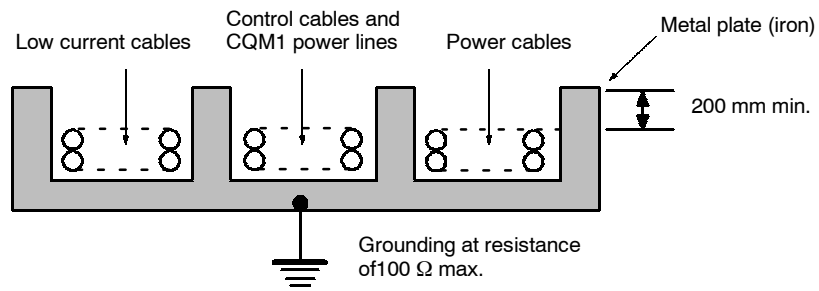 Low current cables
Control cables and
CQM1 power lines
Power cables
Metal plate (iron)
200 mm min.
Grounding at resistance
of100 Ω max.